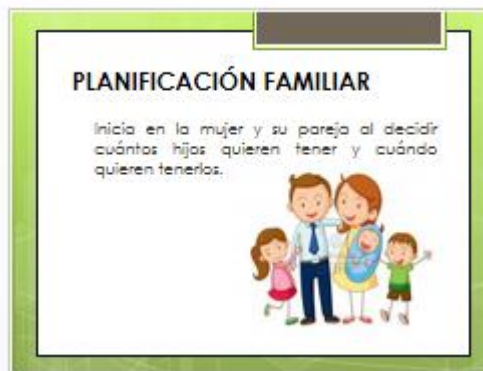 PLANIFICACIÓN FAMILIAR
Inicia en la mujer y su pareja al decidir
cuántos hijos quieren tener y cuándo
quieren tenerlos.